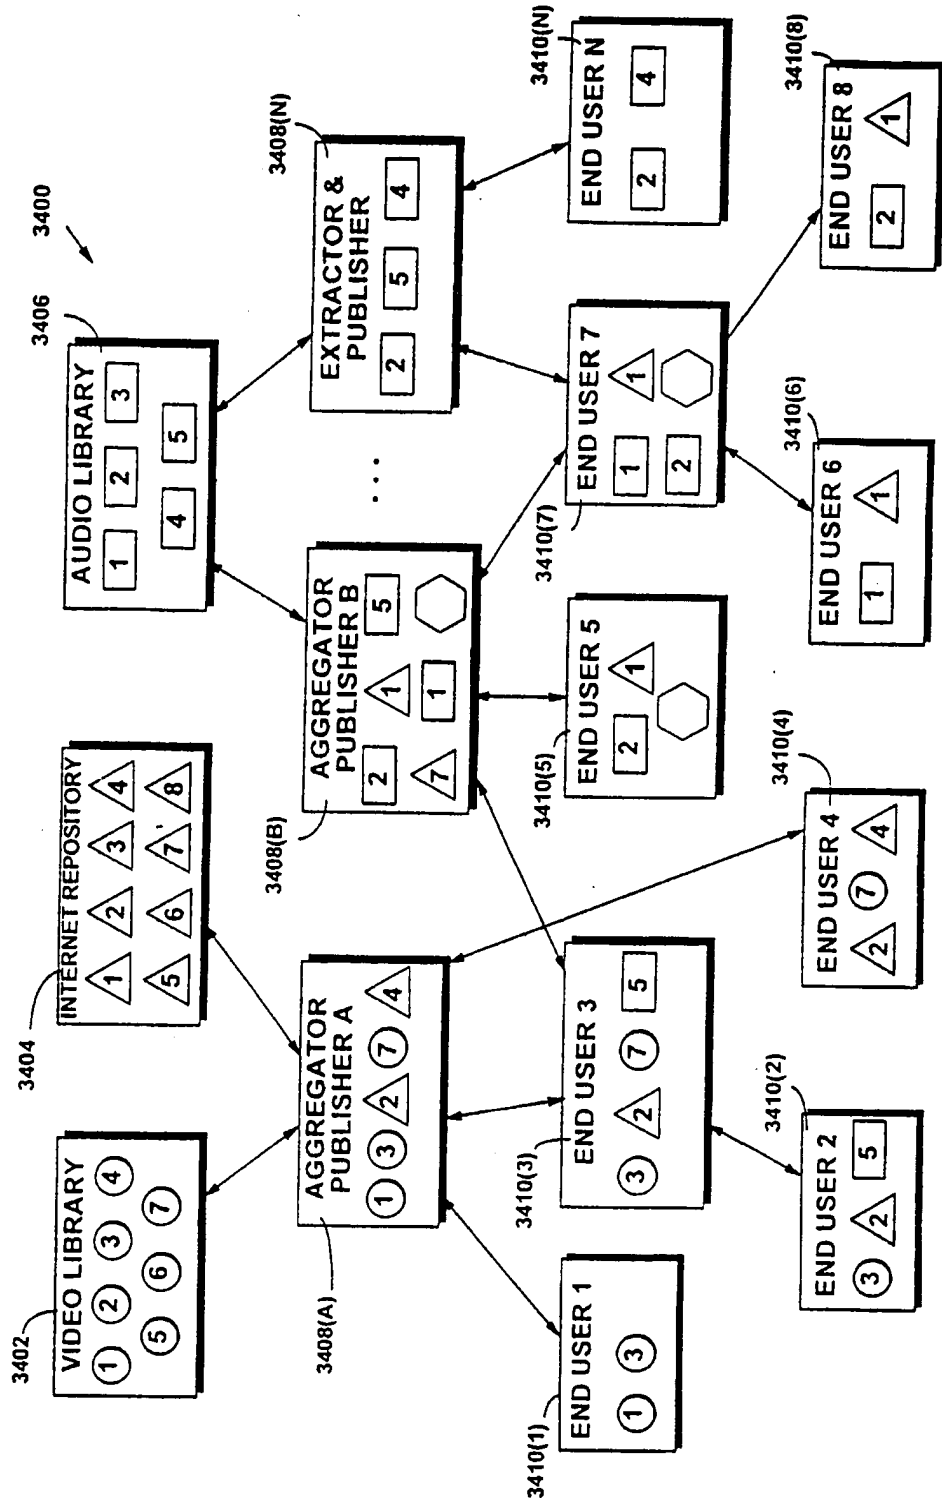 3400
3402
VIDEO LIBRARY
1 2 3 4
5 6 7
3404
INTERNET REPOSITORY
1 2 3 4
5 6 7 8
3406
AUDIO LIBRARY
1 2 3
4 5
3408(A)
AGGREGATOR
PUBLISHER A
1 3 2 7 4
3408(B)
AGGREGATOR
PUBLISHER B
2 1 5
7 1
...
3408(N)
EXTRACTOR &
PUBLISHER
2 5 4
3410(1)
END USER 1
1 3
3410(3)
END USER 3
3 2 7 5
3410(5)
END USER 5
2 1
3410(7)
END USER 7
1 1
2
3410(N)
END USER N
2 4
3410(2)
END USER 2
3 2 5
3410(4)
END USER 4
2 7 4
3410(6)
END USER 6
1 1
3410(8)
END USER 8
2 1